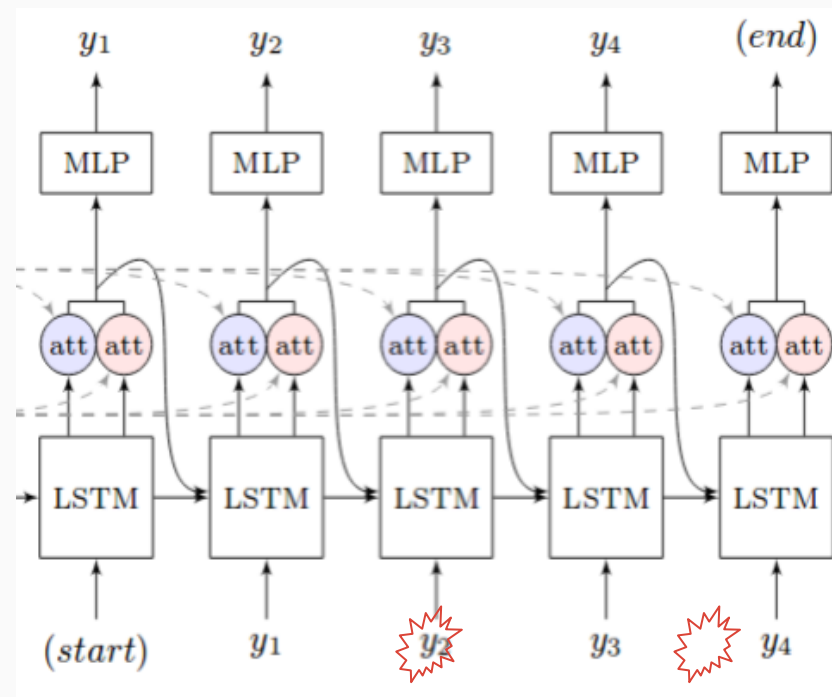 y1 y2 y3 y4 (end)
MLP MLP MLP MLP MLP
att att att att att att att att att att
LSTM LSTM LSTM LSTM LSTM
(start) y1 y2 y3 y4